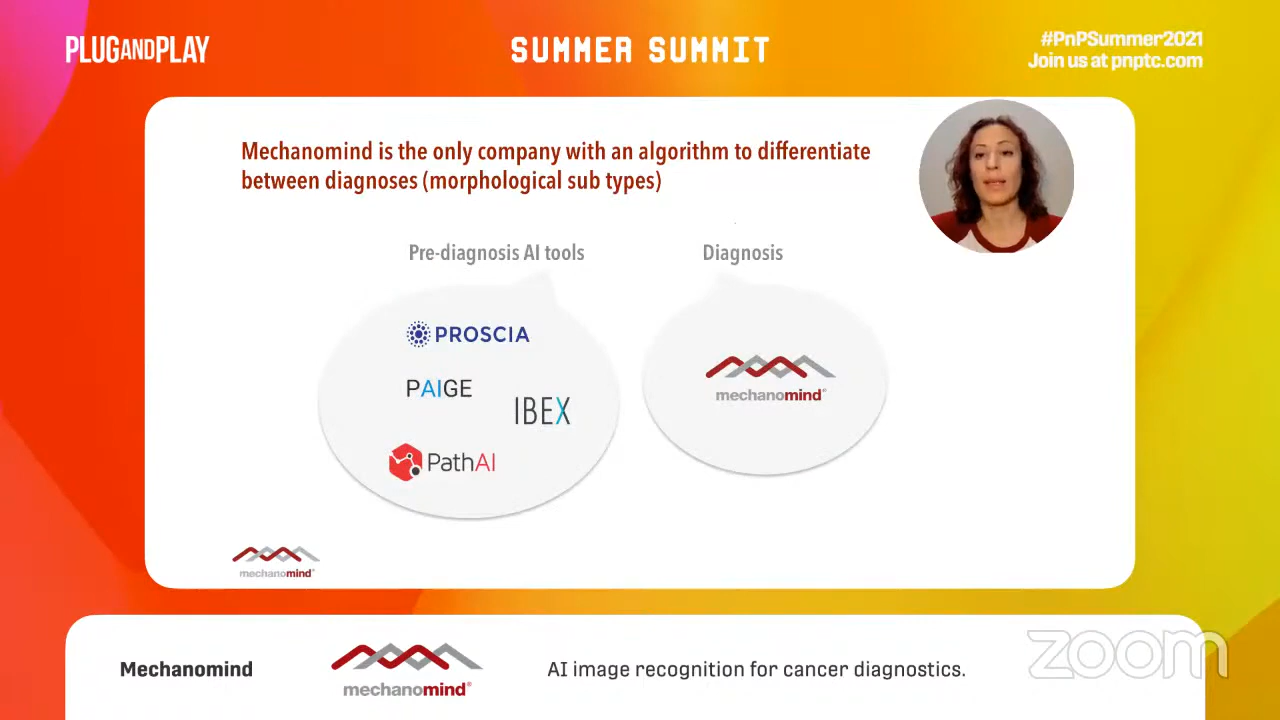 PLUGANDPLAY
SUMMER SUMMIT
#PnPSummer2021
Join us at pnptc.com
Mechanomind is the only company with an algorithm to differentiate
between diagnoses (morphological sub types)
Pre-diagnosis AI tools
Diagnosis
PROSCIA
PAIGE
IBEX
PathAI
mechanomind®
mechanomind®
Mechanomind
mechanomind®
AI image recognition for cancer diagnostics.
zoom